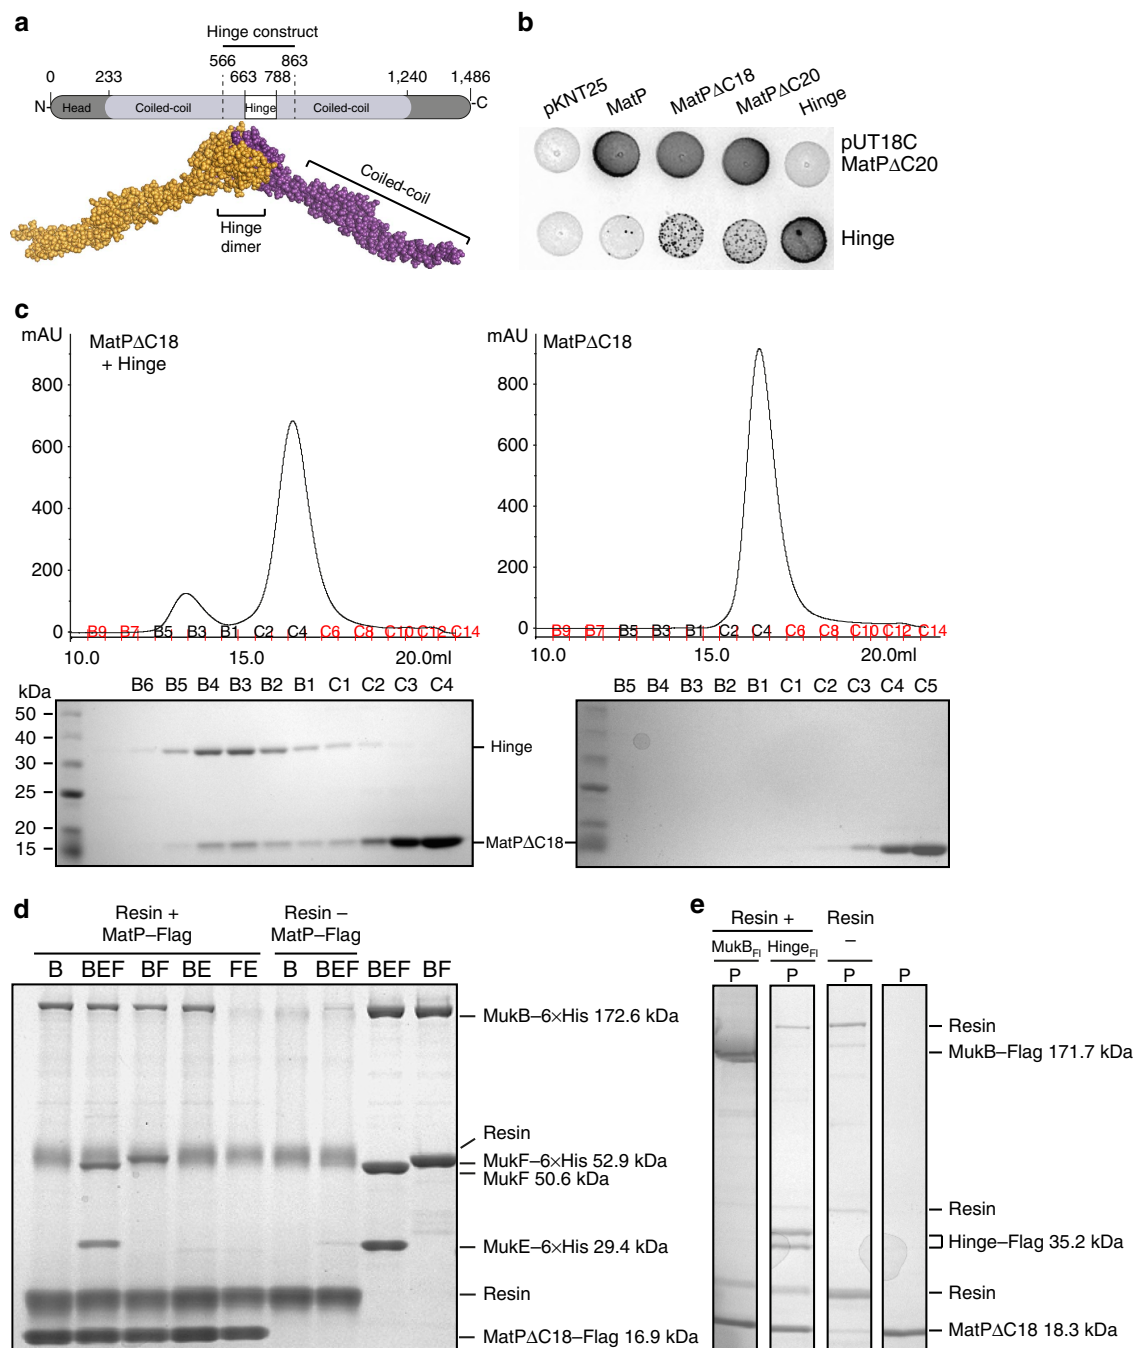 a
Hinge construct
566 863
0 233 663 788 1,240 1,486
N- Head Coiled-coil Hinge Coiled-coil -C
Coiled-coil
Hinge
dimer
b
pKNT25 MatP MatPΔC18 MatPΔC20 Hinge
pUT18C
MatPΔC20
Hinge
c
mAU
MatPΔC18
+ Hinge
800
600
400
200
0
B9 B7 B5 B3 B1 C2 C4 C6 C8 C10 C12 C14
10.0 15.0 20.0ml
mAU
MatPΔC18
800
600
400
200
0
B9 B7 B5 B3 B1 C2 C4 C6 C8 C10 C12 C14
10.0 15.0 20.0ml
kDa
B6 B5 B4 B3 B2 B1 C1 C2 C3 C4
50
40
30
25
20
15
Hinge
MatPΔC18
B5 B4 B3 B2 B1 C1 C2 C3 C4 C5
d
Resin +
MatP–Flag
Resin –
MatP–Flag
B BEF BF BE FE B BEF BEF BF
MukB–6×His 172.6 kDa
Resin
MukF–6×His 52.9 kDa
MukF 50.6 kDa
MukE–6×His 29.4 kDa
Resin
MatPΔC18–Flag 16.9 kDa
e
Resin +
Resin
–
MukBFl HingeFl
P P P P
Resin
MukB–Flag 171.7 kDa
Resin
Hinge–Flag 35.2 kDa
Resin
MatPΔC18 18.3 kDa